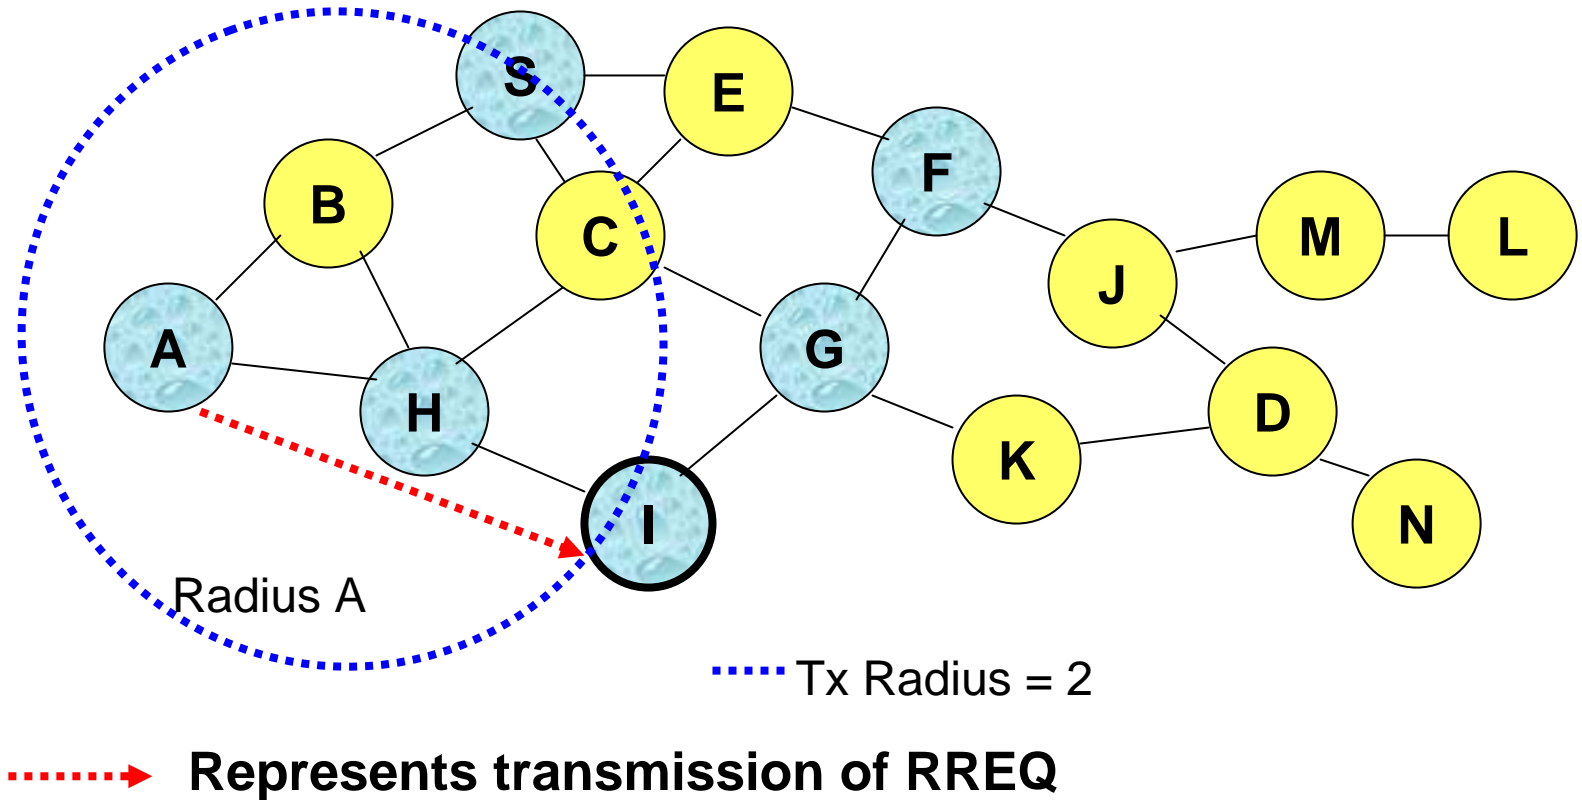 S
E
F
B
M
L
C
J
A
G
H
D
K
I
N
Radius A
Tx Radius = 2
Represents transmission of RREQ